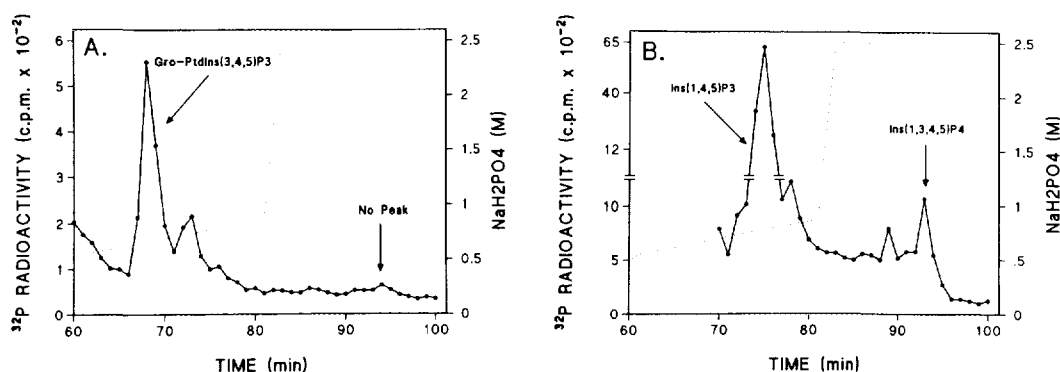 A.
6
5
4
3
2
1
0
³²P RADIOACTIVITY (c.p.m. x 10⁻²)
Gro-PtdIns(3,4,5)P3
No Peak
2.5
2
1.5
1
0.5
0
NaH2PO4 (M)
60 70 80 90 100
TIME (min)
B.
65
40
12
10
5
0
³²P RADIOACTIVITY (c.p.m. x 10⁻²)
Ins(1,4,5)P3
Ins(1,3,4,5)P4
2.5
2
1.5
1
0.5
0
NaH2PO4 (M)
60 70 80 90 100
TIME (min)